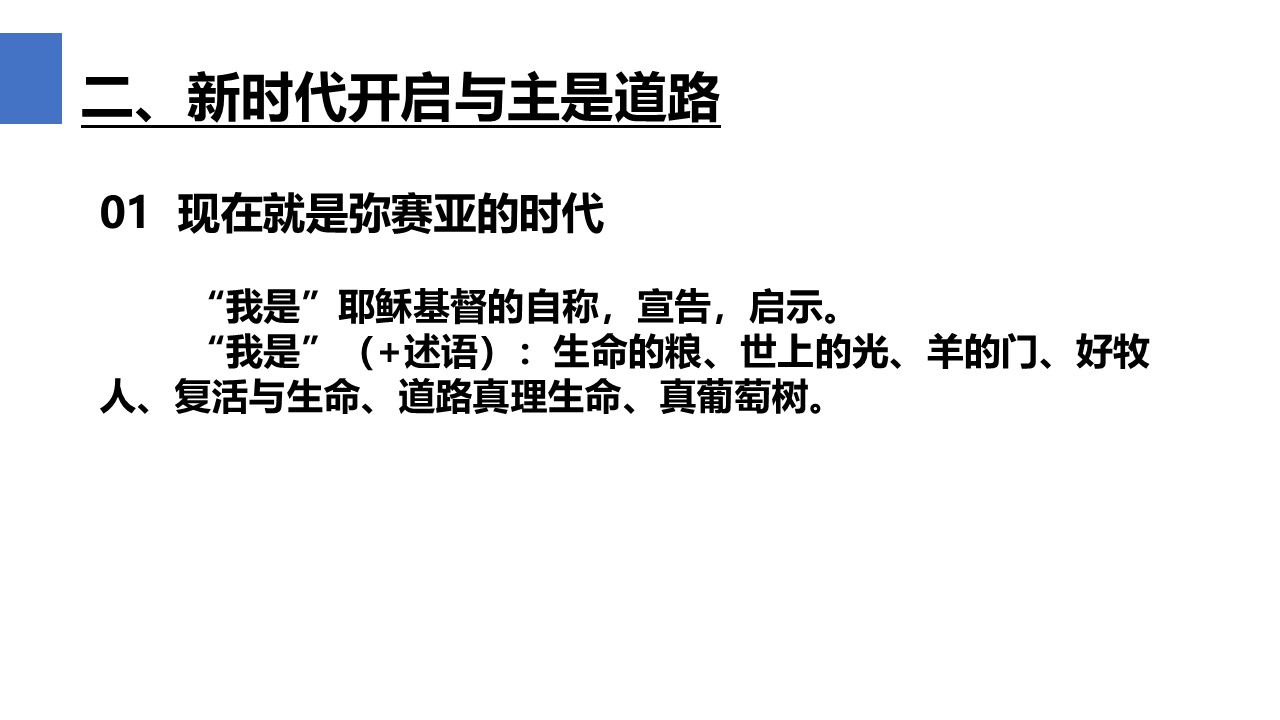 二、新时代开启与主是道路
01 现在就是弥赛亚的时代
“我是”耶稣基督的自称，宣告，启示。
“我是”（+述语）：生命的粮、世上的光、羊的门、好牧
人、复活与生命、道路真理生命、真葡萄树。